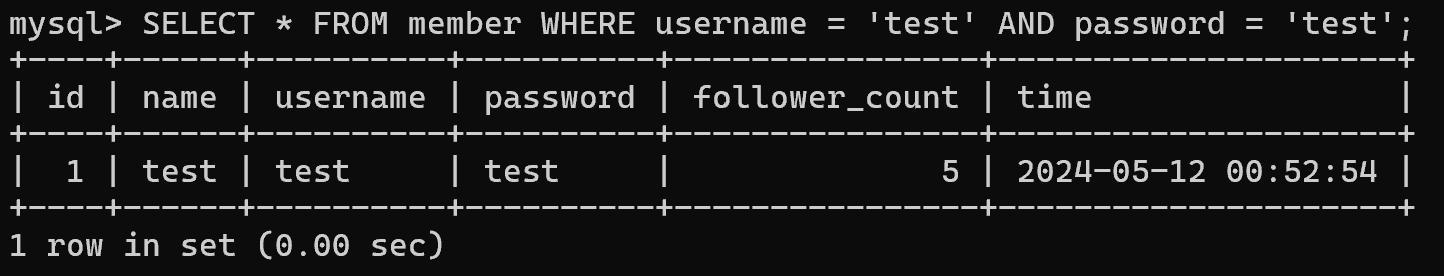 mysql> SELECT * FROM member WHERE username = 'test' AND password = 'test';
+----+------+----------+----------+----------------+---------------------+
| id | name | username | password | follower_count | time                |
+----+------+----------+----------+----------------+---------------------+
|  1 | test | test     | test     |              5 | 2024-05-12 00:52:54 |
+----+------+----------+----------+----------------+---------------------+
1 row in set (0.00 sec)